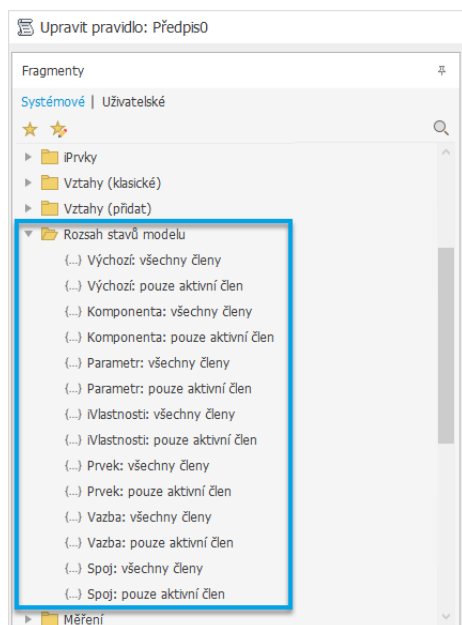 Upravit pravidlo: Předpis0
Fragmenty
Systémové | Uživatelské
iPrvky
Vztahy (klasické)
Vztahy (přidat)
Rozsah stavů modelu
{...} Výchozí: všechny členy
{...} Výchozí: pouze aktivní člen
{...} Komponenta: všechny členy
{...} Komponenta: pouze aktivní člen
{...} Parametr: všechny členy
{...} Parametr: pouze aktivní člen
{...} iVlastnosti: všechny členy
{...} iVlastnosti: pouze aktivní člen
{...} Prvek: všechny členy
{...} Prvek: pouze aktivní člen
{...} Vazba: všechny členy
{...} Vazba: pouze aktivní člen
{...} Spoj: všechny členy
{...} Spoj: pouze aktivní člen
Měření